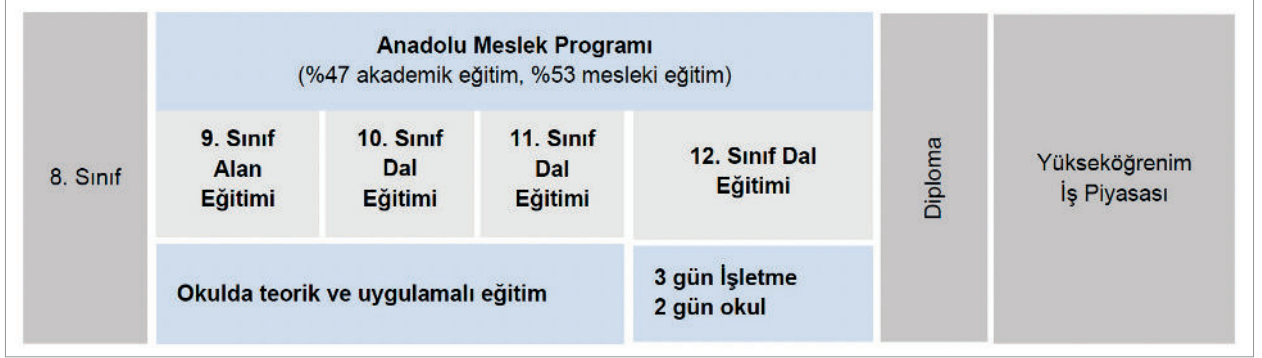 8. Sınıf
Anadolu Meslek Programı
(%47 akademik eğitim, %53 mesleki eğitim)
9. Sınıf
Alan
Eğitimi
10. Sınıf
Dal
Eğitimi
11. Sınıf
Dal
Eğitimi
12. Sınıf Dal
Eğitimi
Okulda teorik ve uygulamalı eğitim
3 gün İşletme
2 gün okul
Diploma
Yükseköğrenim
İş Piyasası